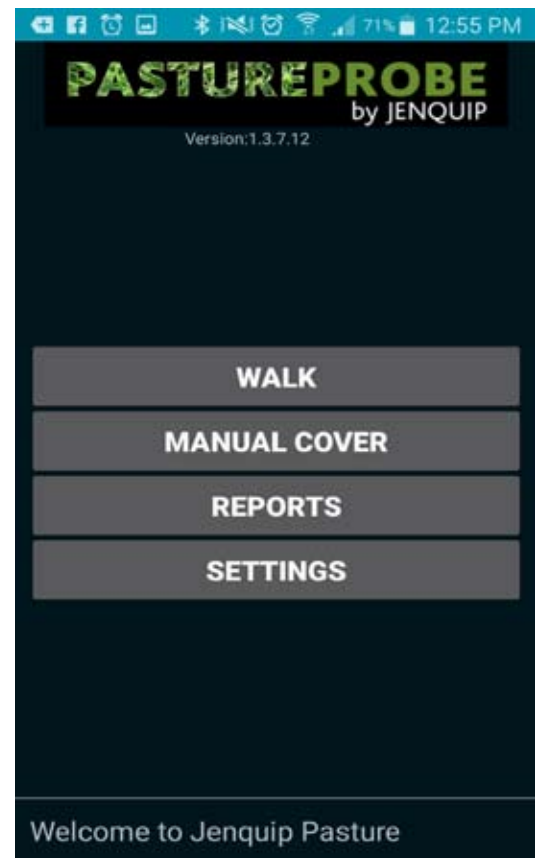 71% 12:55 PM
PASTUREPROBE
by JENQUIP
Version:1.3.7.12
WALK
MANUAL COVER
REPORTS
SETTINGS
Welcome to Jenquip Pasture